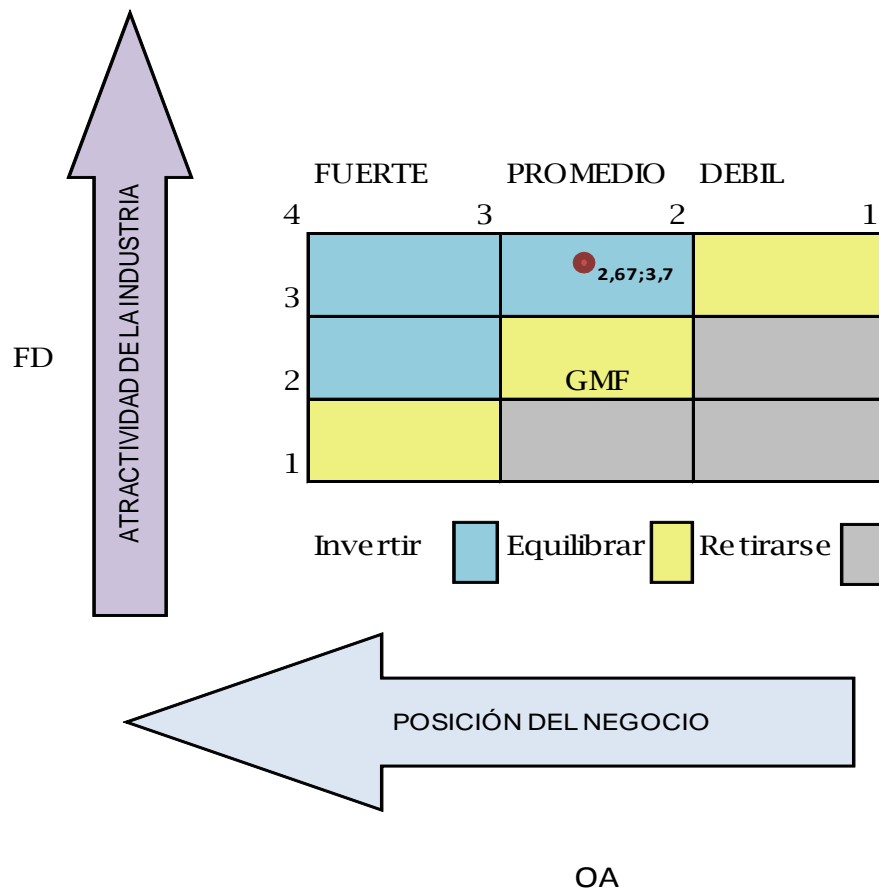 FUERTE PROMEDIO DEBIL
4 3 2 1
2,67;3,7
3
FD
ATRACTIVIDAD DE LA INDUSTRIA
2
GMF
1
Invertir Equilibrar Retirarse
POSICIÓN DEL NEGOCIO
OA